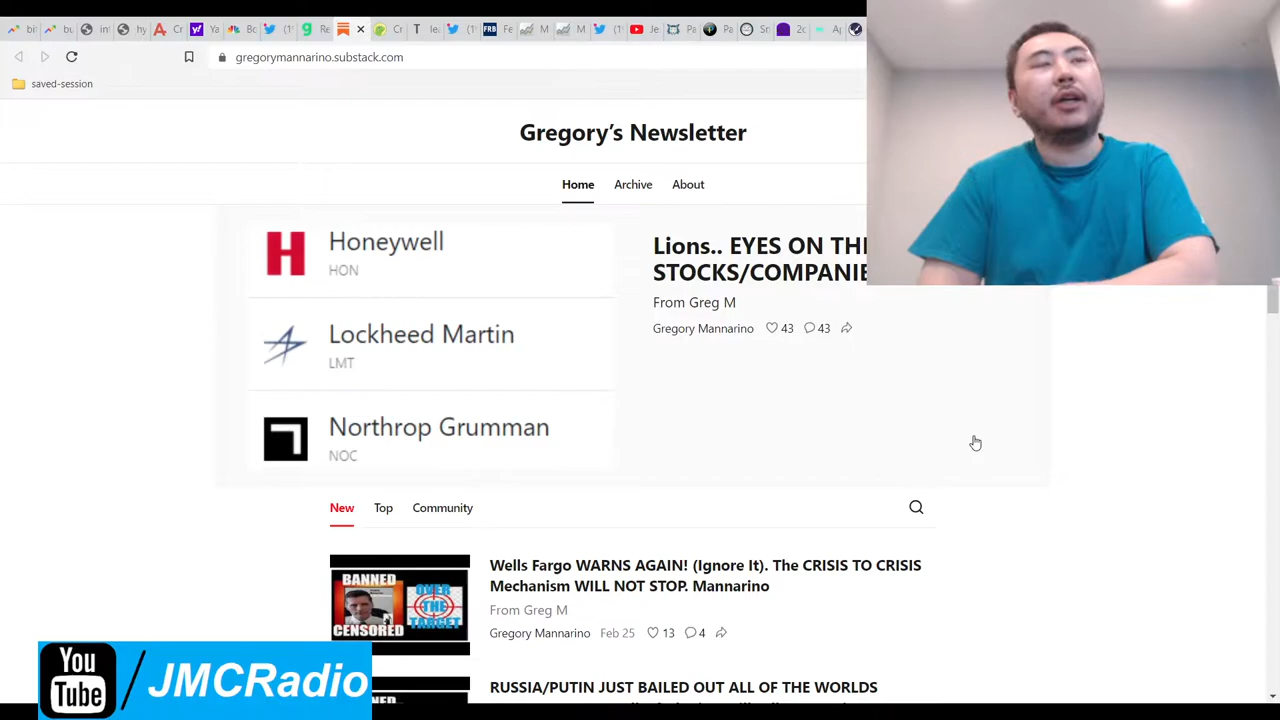 gregorymannarino.substack.com
saved-session
Gregory's Newsletter
Home
Archive
About
H
Honeywell
HON
Lockheed Martin
LMT
Northrop Grumman
NOC
Lions.. EYES ON
STOCKS/COMPANIE
From Greg M
Gregory Mannarino 43 43
New
Top
Community
BANNED
CENSORED
OVER
THE
TARGET
Wells Fargo WARNS AGAIN! (Ignore It). The CRISIS TO CRISIS
Mechanism WILL NOT STOP. Mannarino
From Greg M
Gregory Mannarino Feb 25 13 4
RUSSIA/PUTIN JUST BAILED OUT ALL OF THE WORLDS
You
Tube
/JMCRadio